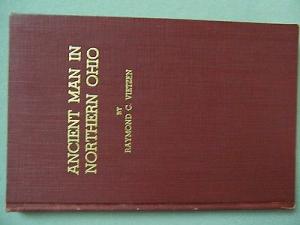 ANCIENT MAN IN
NORTHERN OHIO
BY
RAYMOND C. VIETZEN